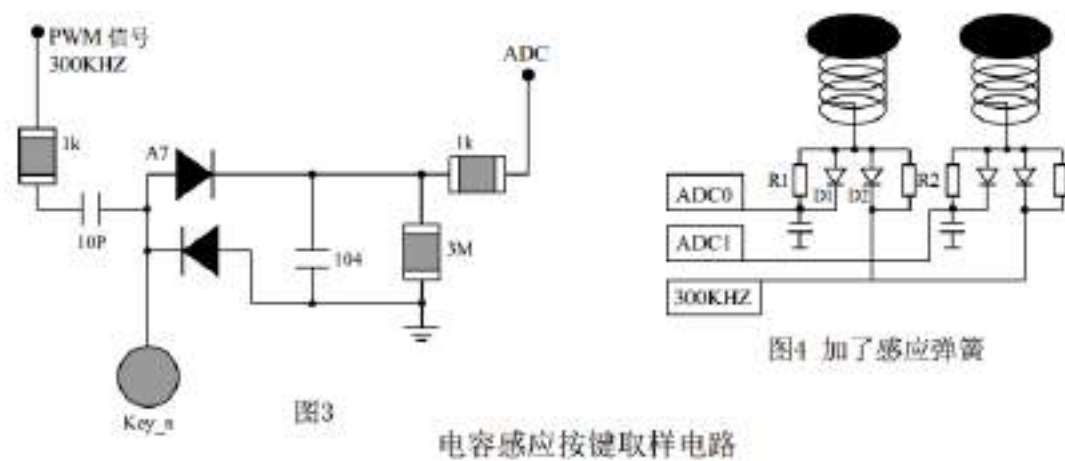 PWM 信号
300KHZ
1k
10P
A7
104
3M
1k
ADC
Key_n
图3
R1
D1
D2
R2
ADC0
ADC1
300KHZ
图4 加了感应弹簧
电容感应按键取样电路